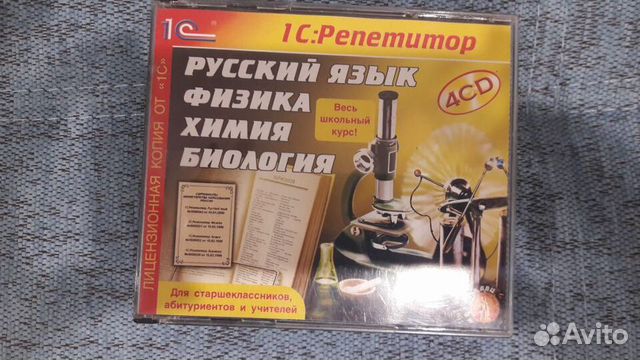 1С®
1С:Репетитор
ЛИЦЕНЗИОННАЯ КОПИЯ ОТ «1С»
РУССКИЙ ЯЗЫК
ФИЗИКА
ХИМИЯ
БИОЛОГИЯ
Весь
школьный
курс!
4CD
Для старшеклассников,
абитуриентов и учителей
Avito